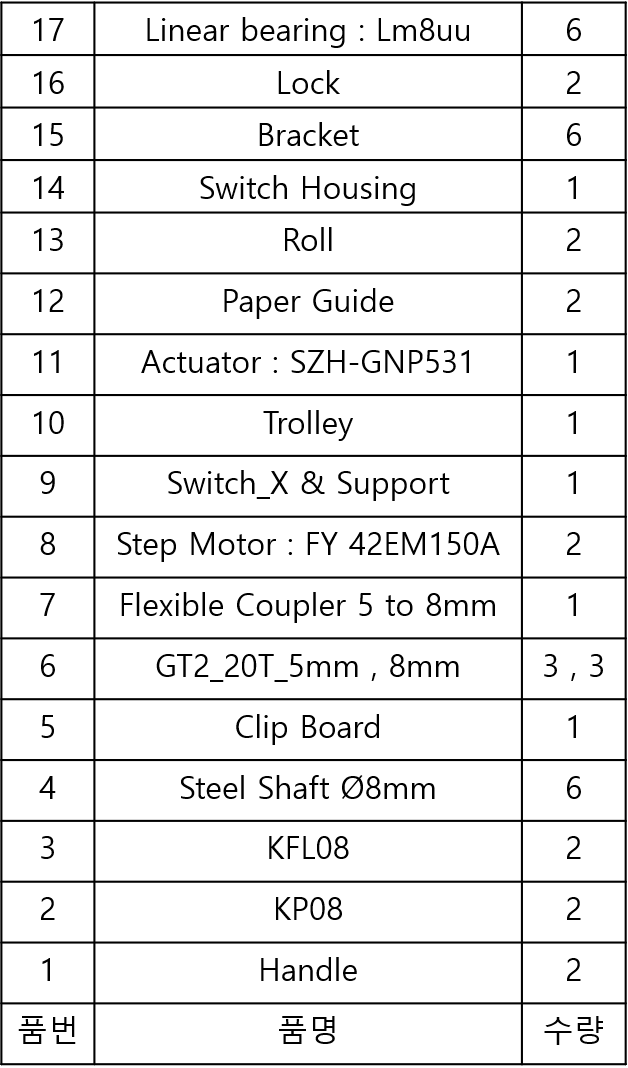 17 Linear bearing : Lm8uu 6
16 Lock 2
15 Bracket 6
14 Switch Housing 1
13 Roll 2
12 Paper Guide 2
11 Actuator : SZH-GNP531 1
10 Trolley 1
9 Switch_X & Support 1
8 Step Motor : FY 42EM150A 2
7 Flexible Coupler 5 to 8mm 1
6 GT2_20T_5mm , 8mm 3 , 3
5 Clip Board 1
4 Steel Shaft Ø8mm 6
3 KFL08 2
2 KP08 2
1 Handle 2
품번 품명 수량